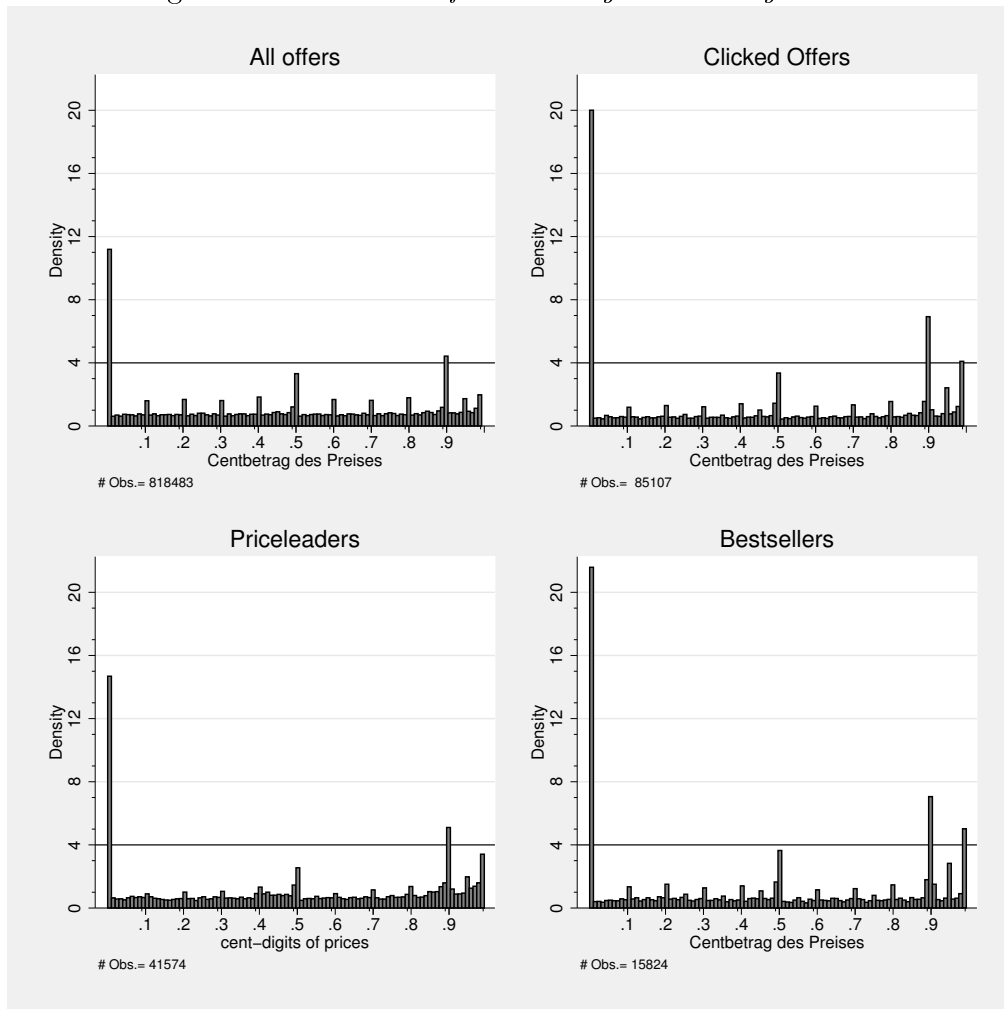 All offers
Density
0 4 8 12 16 20
.1 .2 .3 .4 .5 .6 .7 .8 .9
Centbetrag des Preises
# Obs.= 818483
Clicked Offers
Density
0 4 8 12 16 20
.1 .2 .3 .4 .5 .6 .7 .8 .9
Centbetrag des Preises
# Obs.= 85107
Priceleaders
Density
0 4 8 12 16 20
.1 .2 .3 .4 .5 .6 .7 .8 .9
cent−digits of prices
# Obs.= 41574
Bestsellers
Density
0 4 8 12 16 20
.1 .2 .3 .4 .5 .6 .7 .8 .9
Centbetrag des Preises
# Obs.= 15824